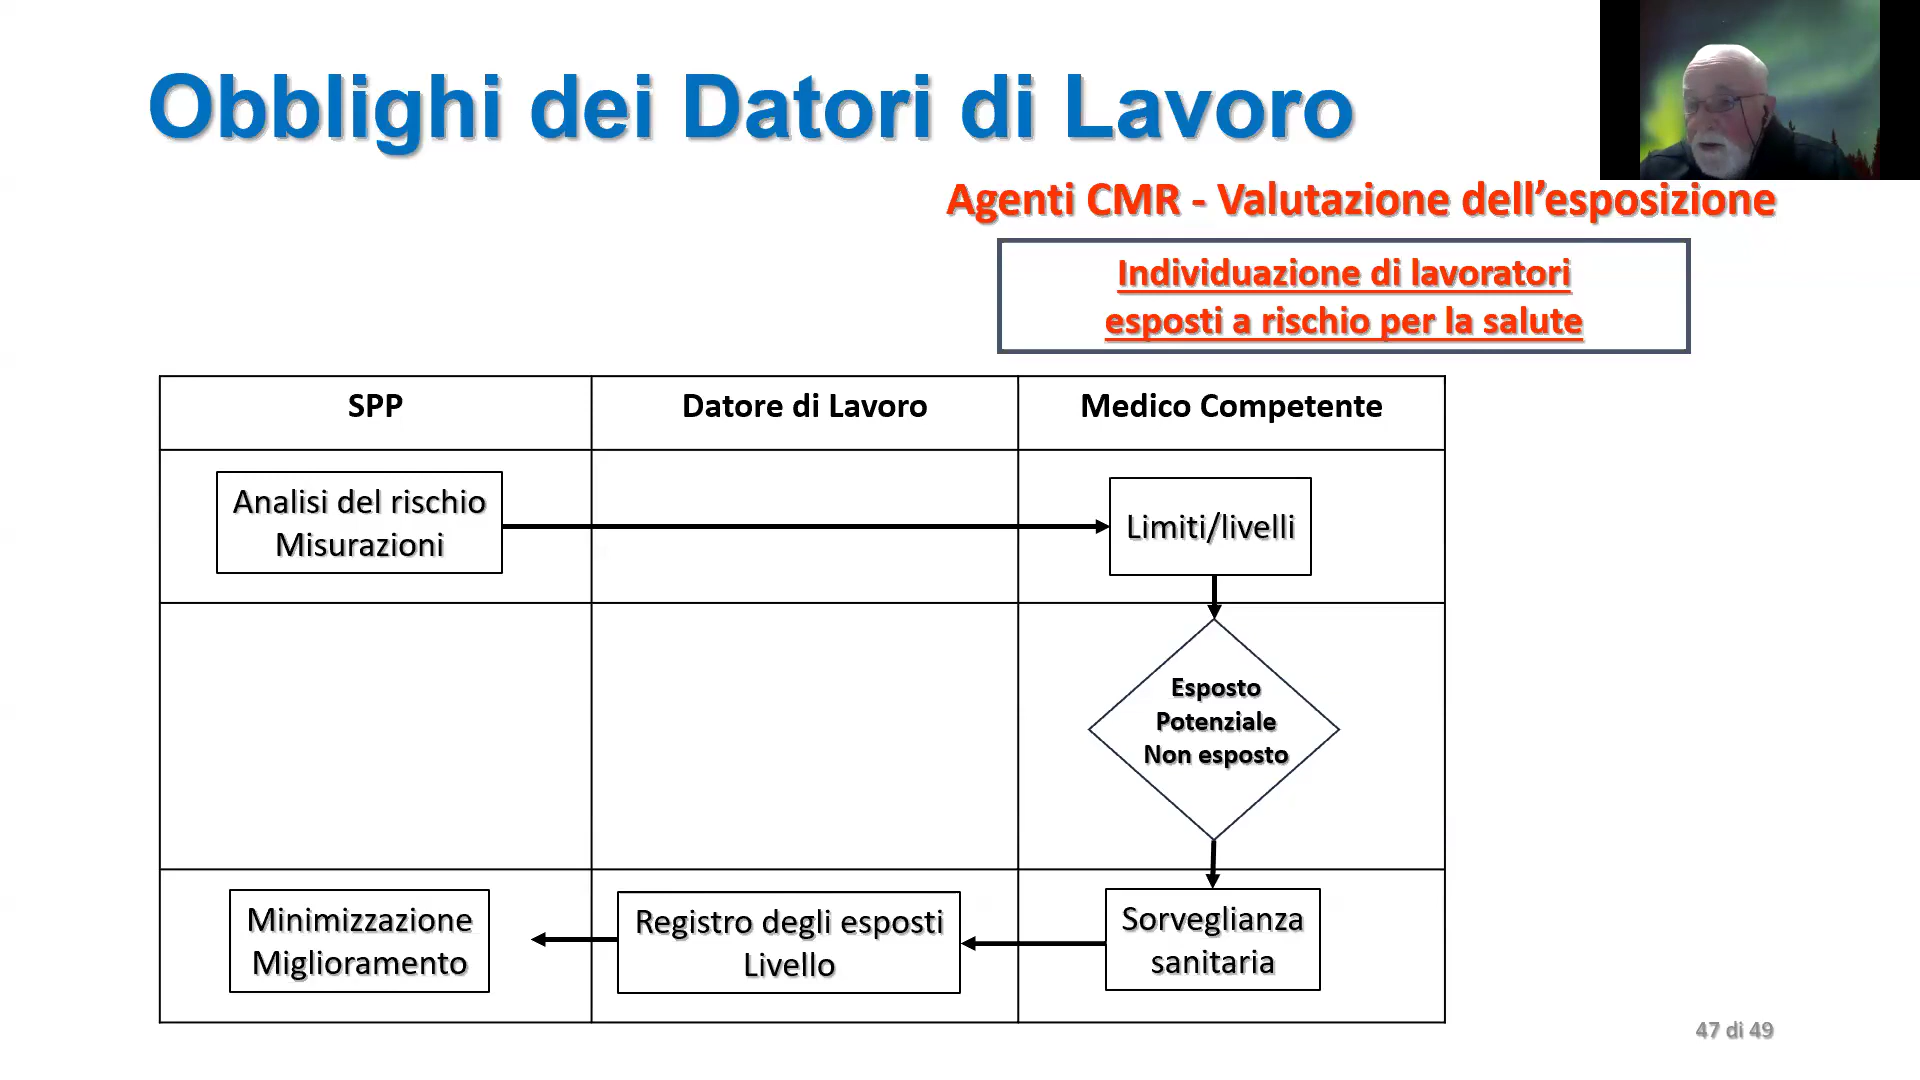 Obblighi dei Datori di Lavoro
Agenti CMR - Valutazione dell’esposizione
Individuazione di lavoratori
esposti a rischio per la salute
SPP
Datore di Lavoro
Medico Competente
Analisi del rischio
Misurazioni
Limiti/livelli
Esposto
Potenziale
Non esposto
Minimizzazione
Miglioramento
Registro degli esposti
Livello
Sorveglianza
sanitaria
47 di 49